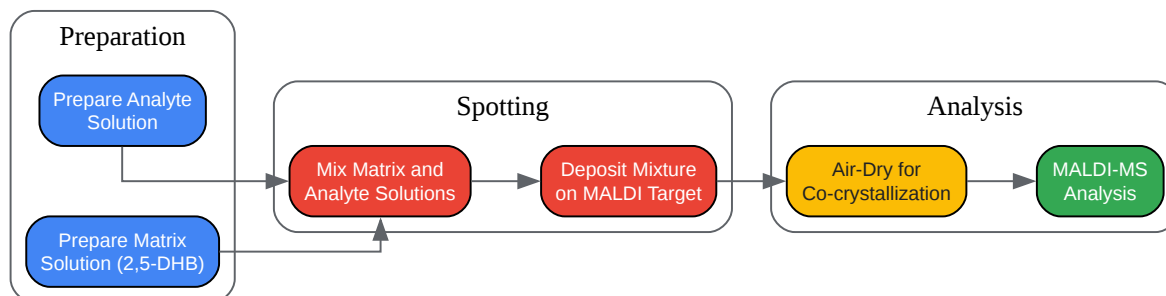 Preparation
Prepare Analyte
Solution
Prepare Matrix
Solution (2,5-DHB)
Spotting
Mix Matrix and
Analyte Solutions
Deposit Mixture
on MALDI Target
Analysis
Air-Dry for
Co-crystallization
MALDI-MS
Analysis